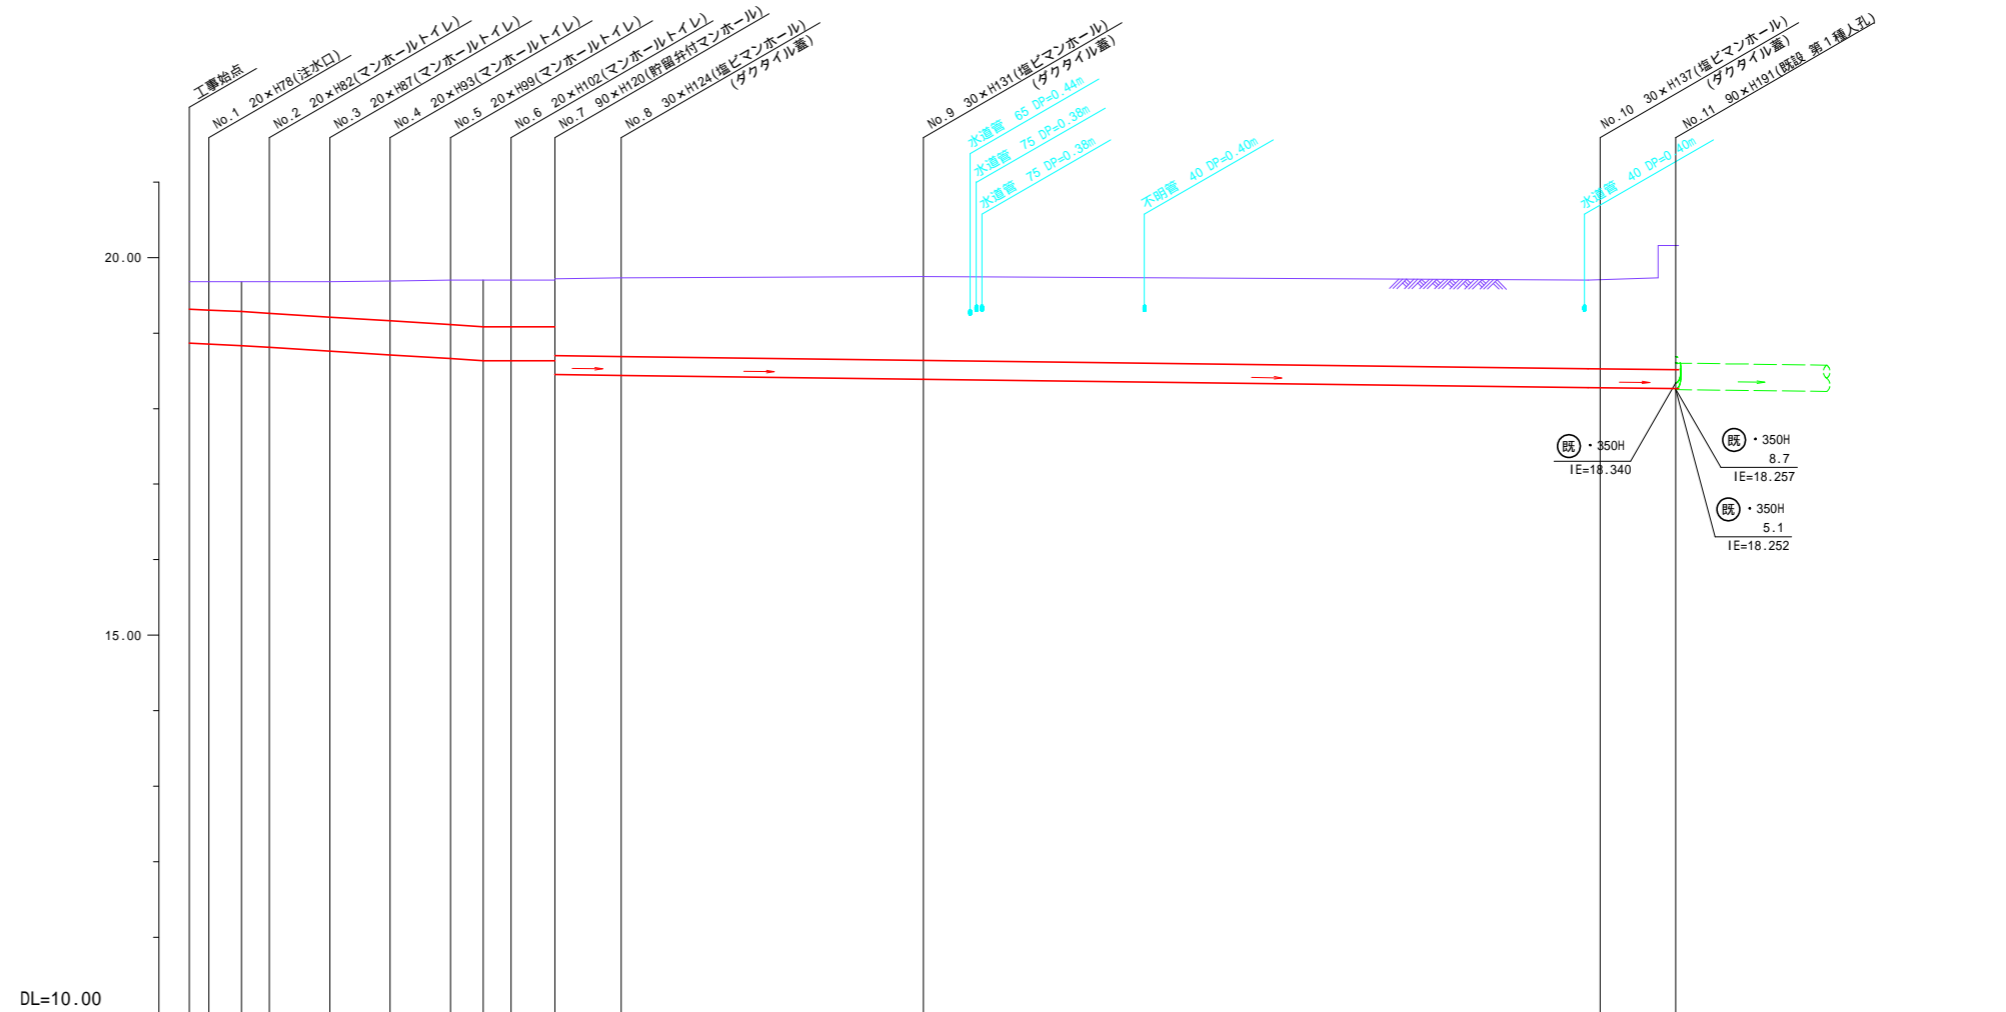 工事始点
No.1 20×H78(注水口)
No.2 20×H82(マンホールトイレ)
No.3 20×H87(マンホールトイレ)
No.4 20×H93(マンホールトイレ)
No.5 20×H99(マンホールトイレ)
No.6 20×H102(マンホールトイレ)
No.7 90×H120(貯留弁付マンホール)
No.8 30×H124(塩ビマンホール)
(ダクタイル蓋)
No.9 30×H131(塩ビマンホール)
(ダクタイル蓋)
水道管 65 DP=0.44m
水道管 75 DP=0.38m
水道管 75 DP=0.38m
不明管 40 DP=0.40m
水道管 40 DP=0.40m
No.10 30×H137(塩ビマンホール)
(ダクタイル蓋)
No.11 90×H191(既設 第1種人孔)
20.00
15.00
DL=10.00
既・350H
IE=18.340
既・350H
8.7
IE=18.257
既・350H
5.1
IE=18.252